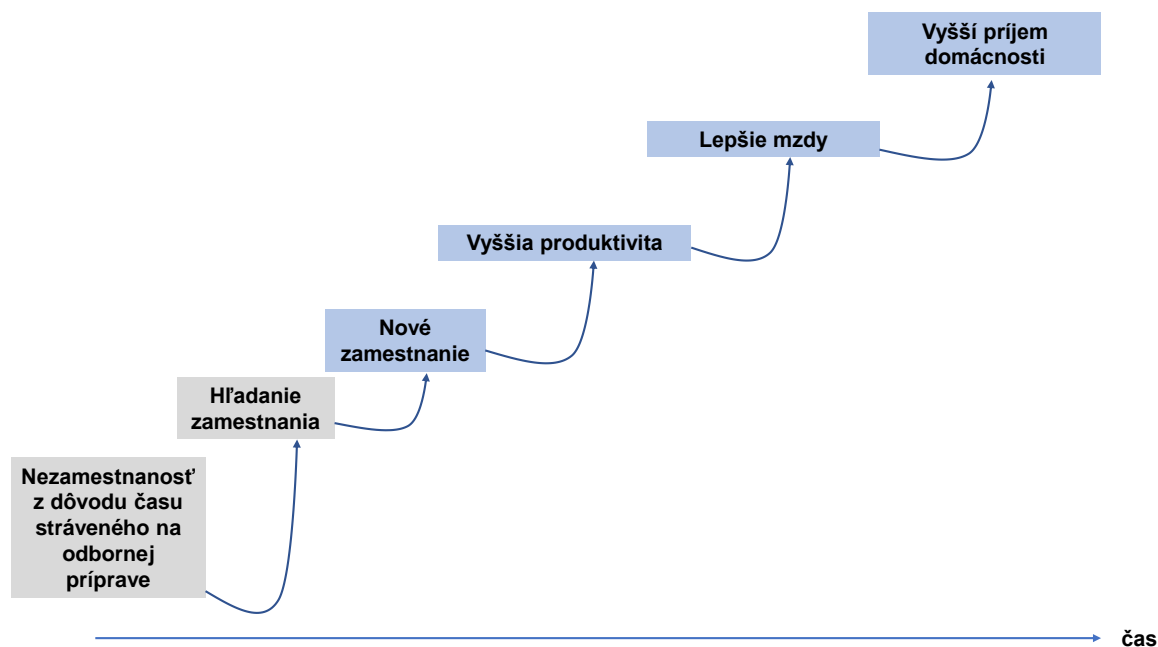 Vyšší príjem
domácnosti
Lepšie mzdy
Vyššia produktivita
Nové
zamestnanie
Hľadanie
zamestnania
Nezamestnanosť
z dôvodu času
stráveného na
odbornej
príprave
čas